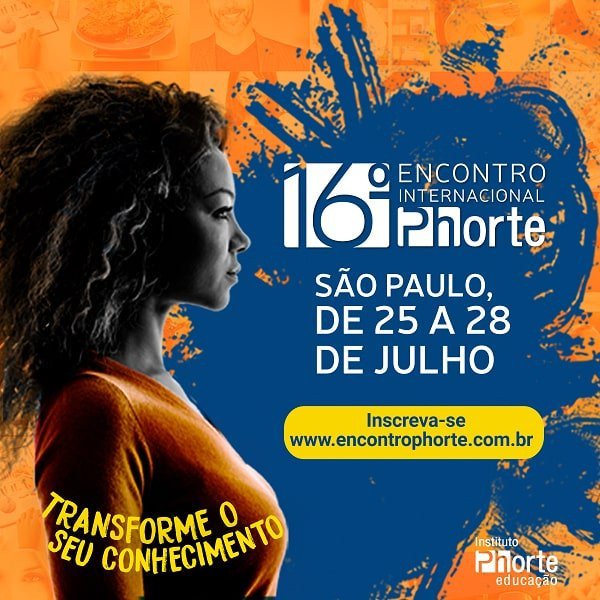 16º ENCONTRO
INTERNACIONAL
Phorte
SÃO PAULO,
DE 25 A 28
DE JULHO
Inscreva-se
www.encontrophorte.com.br
TRANSFORME O
SEU CONHECIMENTO
Instituto
Phorte
educação